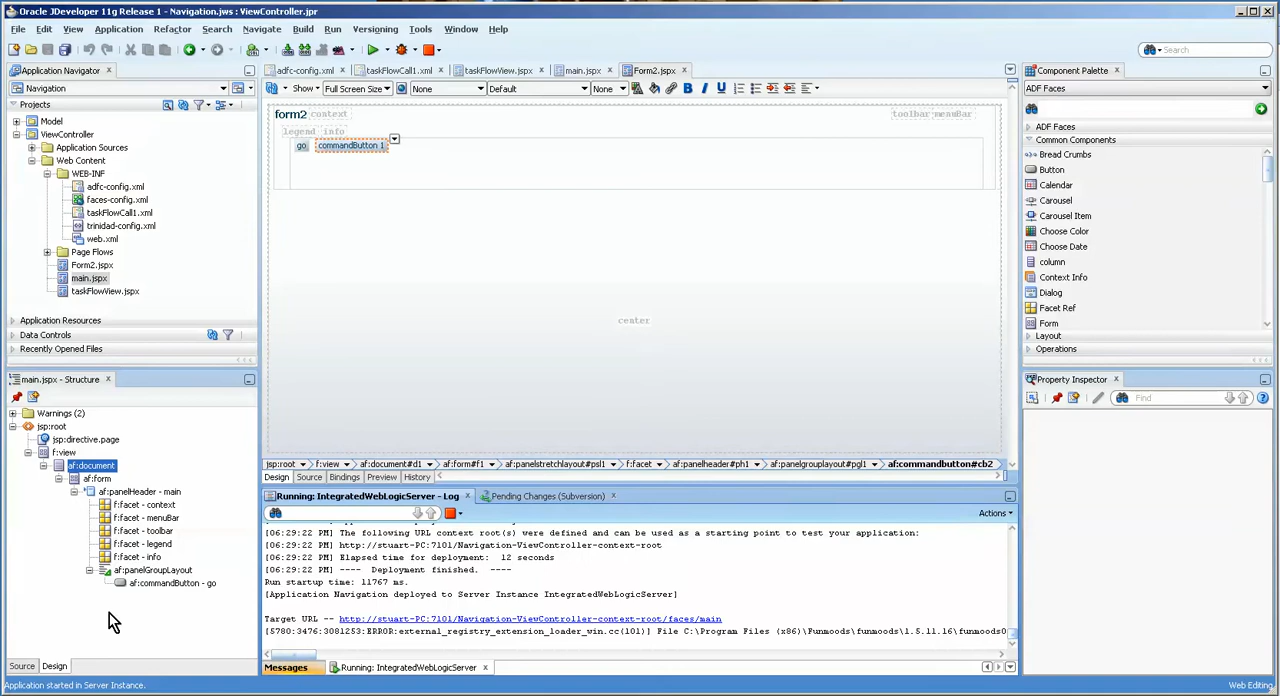 Oracle JDeveloper 11g Release 1 - Navigation.jws : ViewController.jpr
File Edit View Application Refactor Search Navigate Build Run Versioning Tools Window Help
Search
Application Navigator
Navigation
Projects
Model
ViewController
Application Sources
Web Content
WEB-INF
adfc-config.xml
faces-config.xml
taskFlowCall1.xml
trinidad-config.xml
web.xml
Page Flows
Form2.jspx
main.jspx
taskFlowView.jspx
Application Resources
Data Controls
Recently Opened Files
main.jspx - Structure
Warnings (2)
jsp:root
jsp:directive.page
f:view
af:document
af:form
af:panelHeader - main
f:facet - context
f:facet - menuBar
f:facet - toolbar
f:facet - legend
f:facet - info
af:panelGroupLayout
af:commandButton - go
Source Design
adfc-config.xml taskFlowCall1.xml taskFlowView.jspx main.jspx Form2.jspx
Show Full Screen Size None Default None B I U
form2 context toolbar menuBar
legend info
go commandButton 1
center
jsp:root f:view af:document#d1 af:form#f1 af:panelstretchlayout#psl1 f:facet af:panelheader#ph1 af:panelgrouplayout#pgl1 af:commandbutton#cb2
Design Source Bindings Preview History
Running: IntegratedWebLogicServer - Log Pending Changes (Subversion)
Actions
[06:29:22 PM] The following URL context root(s) were defined and can be used as a starting point to test your application:
[06:29:22 PM] http://stuart-PC:7101/Navigation-ViewController-context-root
[06:29:22 PM] Elapsed time for deployment: 12 seconds
[06:29:22 PM] ---- Deployment finished. ----
Run startup time: 11767 ms.
[Application Navigation deployed to Server Instance IntegratedWebLogicServer]
Target URL -- http://stuart-PC:7101/Navigation-ViewController-context-root/faces/main
[5780:3476:3081253:ERROR:external_registry_extension_loader_win.cc(101)] File C:\Program Files (x86)\Funmoods\funmoods\1.5.11.16\funmoods0
Messages Running: IntegratedWebLogicServer
Component Palette
ADF Faces
ADF Faces
Common Components
Bread Crumbs
Button
Calendar
Carousel
Carousel Item
Choose Color
Choose Date
column
Context Info
Dialog
Facet Ref
Form
Layout
Operations
Property Inspector
Find
Application started in Server Instance.
Web Editing